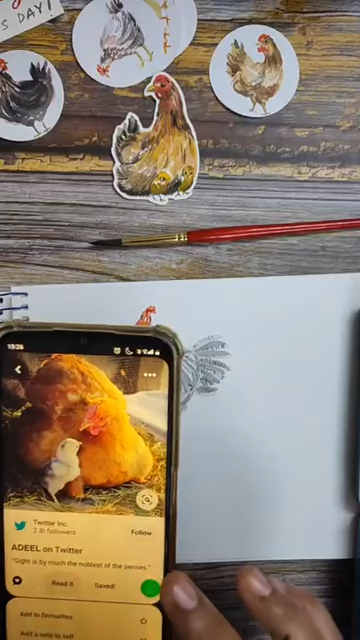 S DAY!
15:26
Twitter Inc.
2.8l followers
Follow
ADEEL on Twitter
"Sight is by much the noblest of the senses."
Read it
Saved!
Add to favourites
Add a note to self